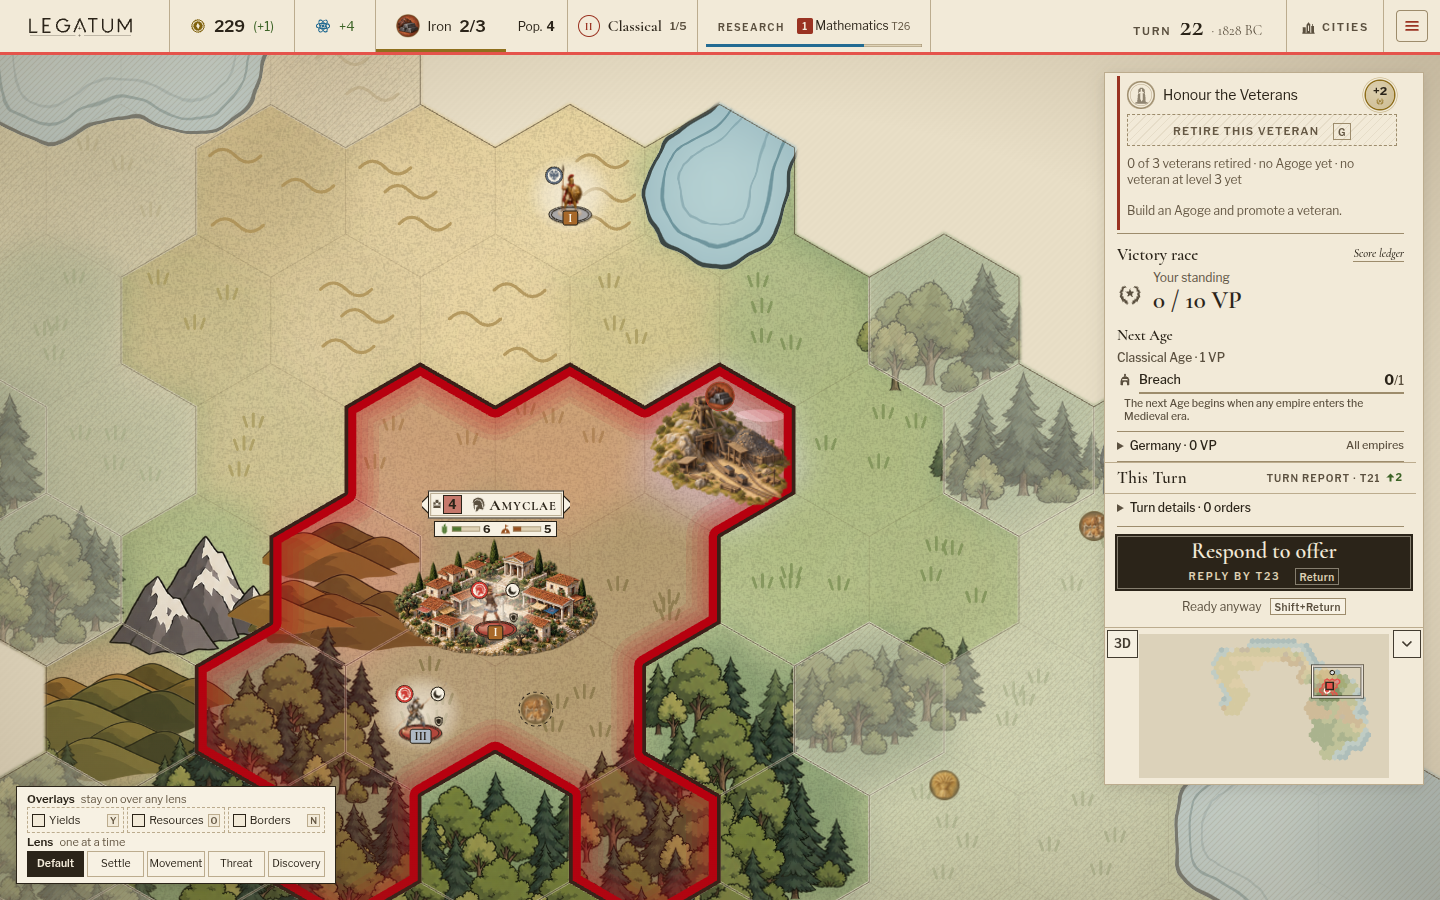 LEGATUM
229 (+1)
+4
Iron 2/3
Pop. 4
II Classical 1/5
RESEARCH 1 Mathematics T26
TURN 22 · 1828 BC
CITIES
Honour the Veterans
+2
RETIRE THIS VETERAN G
0 of 3 veterans retired · no Agoge yet · no
veteran at level 3 yet
Build an Agoge and promote a veteran.
Victory race
Score ledger
Your standing
0 / 10 VP
Next Age
Classical Age · 1 VP
Breach 0/1
The next Age begins when any empire enters the
Medieval era.
Germany · 0 VP
All empires
This Turn
TURN REPORT · T21 2
Turn details · 0 orders
Respond to offer
REPLY BY T23 Return
Ready anyway Shift+Return
3D
I
4 AMYCLAE
6 5
I
III
Overlays stay on over any lens
Yields Y
Resources O
Borders N
Lens one at a time
Default Settle Movement Threat Discovery